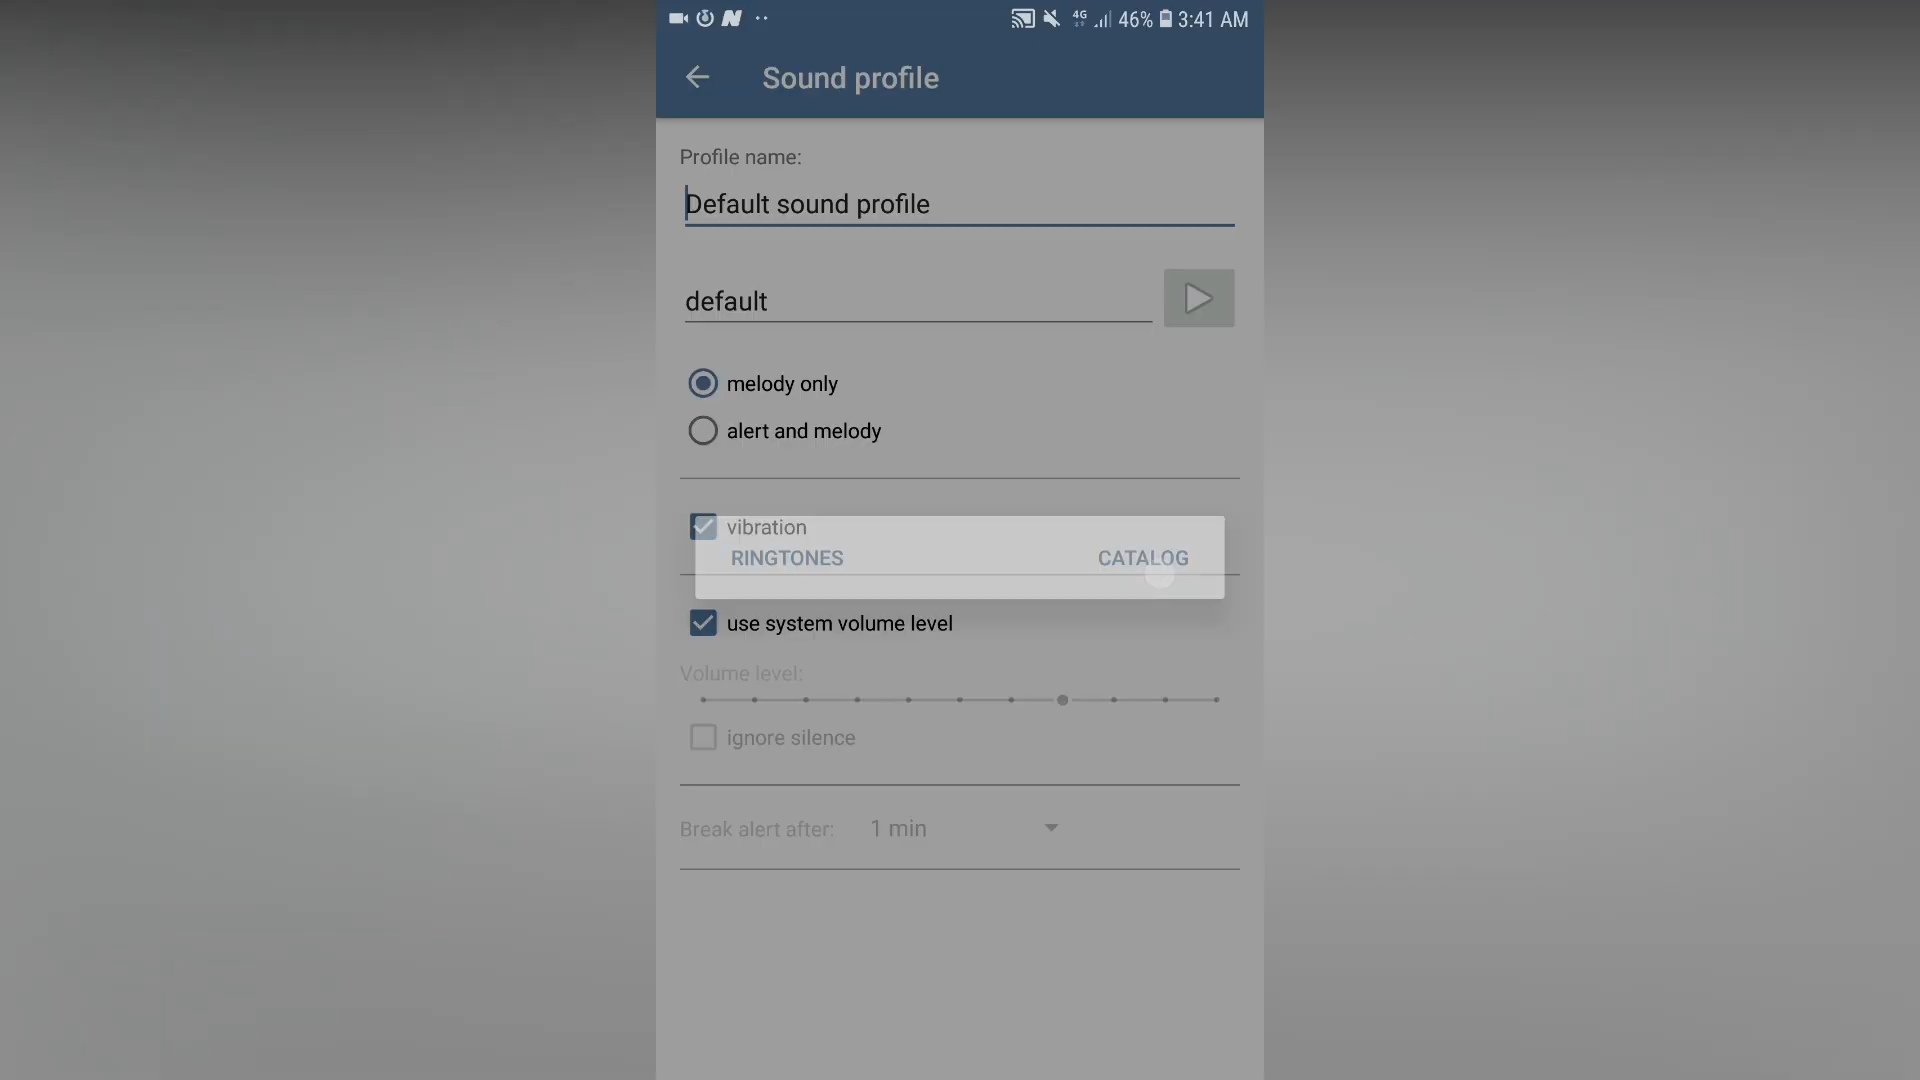 4G 46% 3:41 AM
Sound profile
Profile name:
Default sound profile
default
melody only
alert and melody
vibration
RINGTONES CATALOG
use system volume level
Volume level:
ignore silence
Break alert after: 1 min